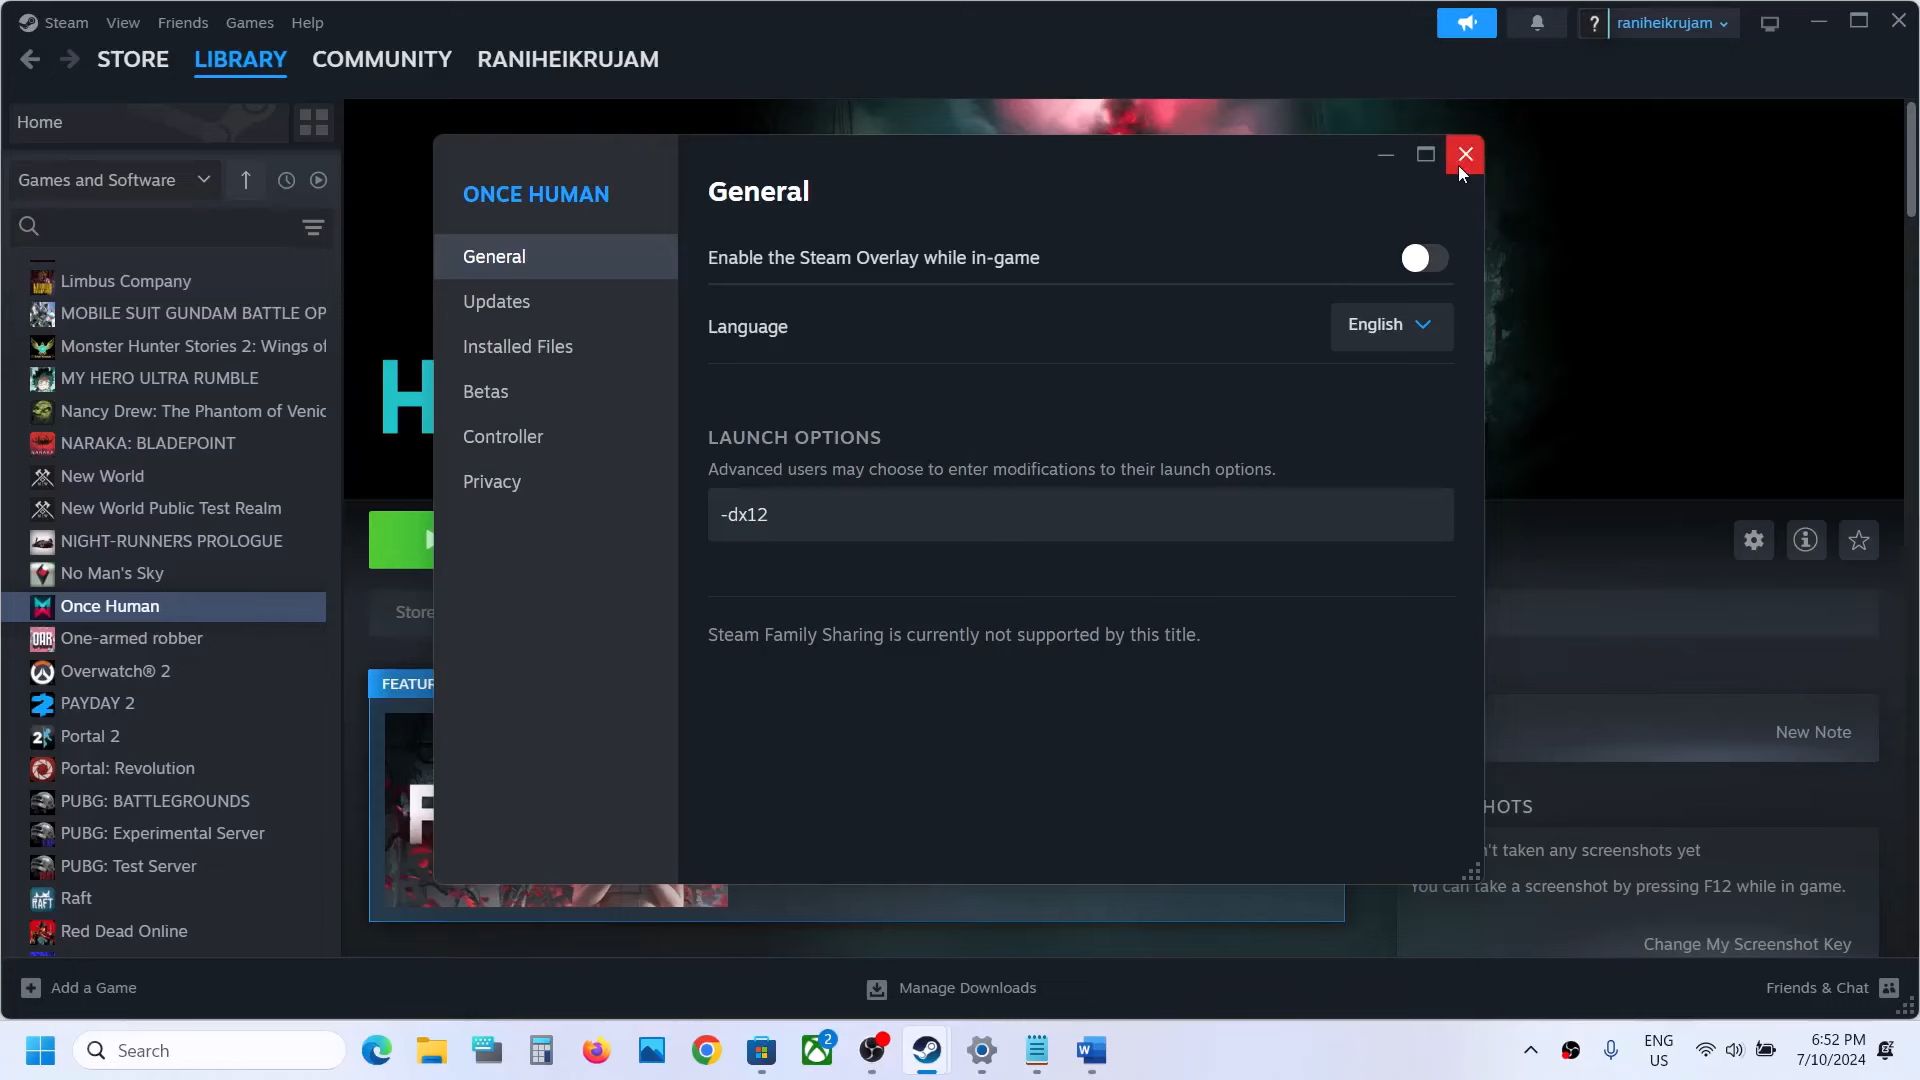 Steam View Friends Games Help
? raniheikrujam
STORE LIBRARY COMMUNITY RANIHEIKRUJAM
Home
Games and Software
Limbus Company
MOBILE SUIT GUNDAM BATTLE OP
Monster Hunter Stories 2: Wings of
MY HERO ULTRA RUMBLE
Nancy Drew: The Phantom of Venic
NARAKA: BLADEPOINT
New World
New World Public Test Realm
NIGHT-RUNNERS PROLOGUE
No Man's Sky
Once Human
One-armed robber
Overwatch® 2
PAYDAY 2
Portal 2
Portal: Revolution
PUBG: BATTLEGROUNDS
PUBG: Experimental Server
PUBG: Test Server
Raft
Red Dead Online
H
Store
FEATUR
F
ONCE HUMAN
General
Updates
Installed Files
Betas
Controller
Privacy
General
Enable the Steam Overlay while in-game
Language
English
LAUNCH OPTIONS
Advanced users may choose to enter modifications to their launch options.
-dx12
Steam Family Sharing is currently not supported by this title.
New Note
HOTS
't taken any screenshots yet
You can take a screenshot by pressing F12 while in game.
Change My Screenshot Key
Add a Game
Manage Downloads
Friends & Chat
Search
2
ENG
US
6:52 PM
7/10/2024